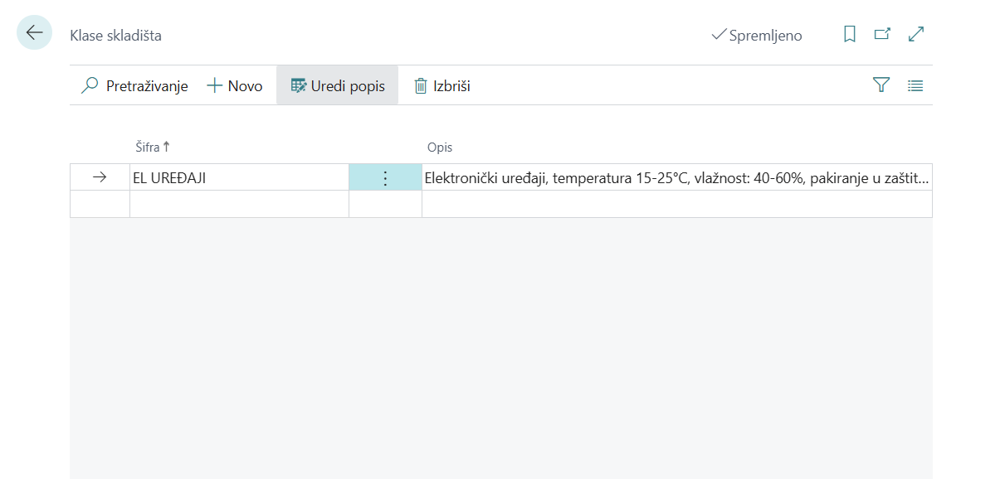 Klase skladišta
Spremljeno
Pretraživanje
Novo
Uredi popis
Izbriši
Šifra
Opis
EL UREĐAJI
Elektronički uređaji, temperatura 15-25°C, vlažnost: 40-60%, pakiranje u zaštit...